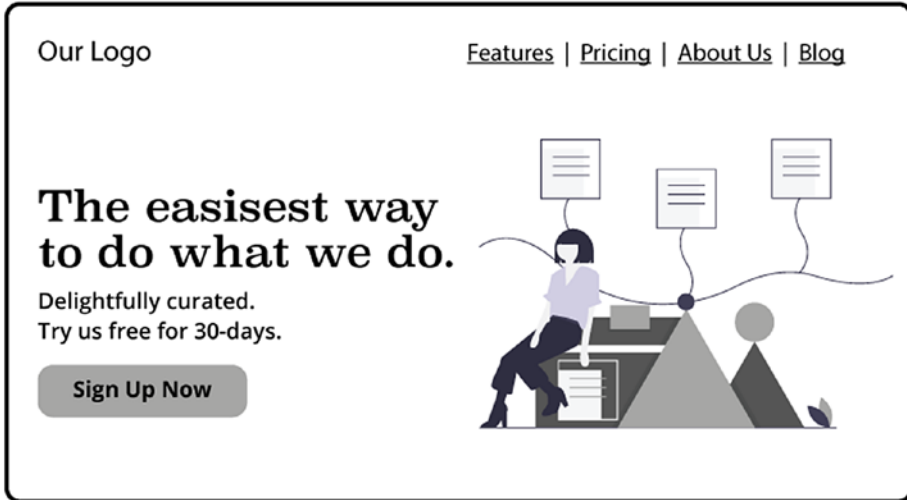 Our Logo
Features | Pricing | About Us | Blog
The easisest way
to do what we do.
Delightfully curated.
Try us free for 30-days.
Sign Up Now